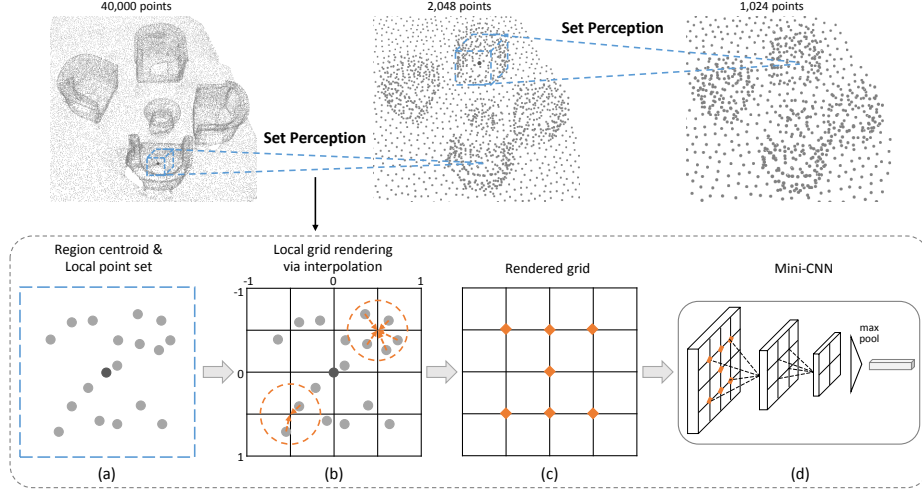 40,000 points
2,048 points
1,024 points
Set Perception
Set Perception
Region centroid &
Local point set
Local grid rendering
via interpolation
Rendered grid
Mini-CNN
-1
0
1
-1
0
1
max
pool
(a)
(b)
(c)
(d)